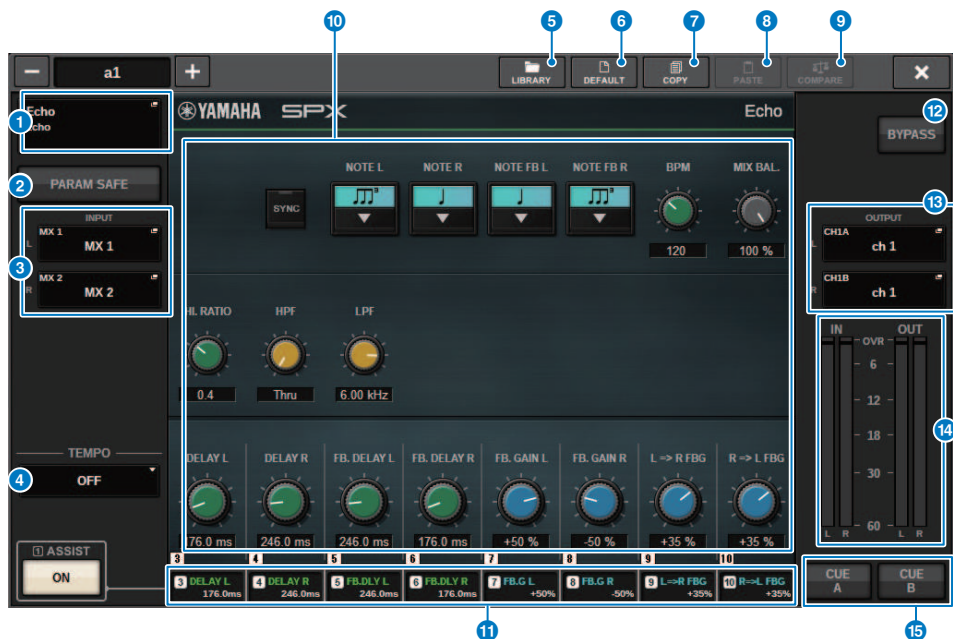 10 5 6 7 8 9
− a1 + LIBRARY DEFAULT COPY PASTE COMPARE ×
1 Echo
Echo
YAMAHA SPX Echo
12
BYPASS
2 PARAM SAFE
NOTE L NOTE R NOTE FB L NOTE FB R BPM MIX BAL.
SYNC 3 3
120 100 %
3
INPUT
L MX 1
MX 1
R MX 2
MX 2
13
OUTPUT
L CH1A
ch 1
R CH1B
ch 1
HI. RATIO HPF LPF
0.4 Thru 6.00 kHz
14
IN OUT
OVR
6
12
18
30
60
L R L R
4
TEMPO
OFF
DELAY L DELAY R FB. DELAY L FB. DELAY R FB. GAIN L FB. GAIN R L => R FBG R => L FBG
176.0 ms 246.0 ms 246.0 ms 176.0 ms +50 % -50 % +35 % +35 %
1 ASSIST
ON
3 4 5 6 7 8 9 10
3 DELAY L 4 DELAY R 5 FB.DLY L 6 FB.DLY R 7 FB.G L 8 FB.G R 9 L=>R FBG 10 R=>L FBG
176.0ms 246.0ms 246.0ms 176.0ms +50% -50% +35% +35%
CUE A CUE B
11 15